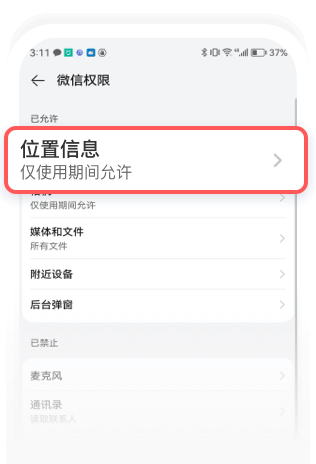 3:11
37%
微信权限
已允许
位置信息
仅使用期间允许
仅使用期间允许
媒体和文件
所有文件
附近设备
后台弹窗
已禁止
麦克风
通讯录
读取联系人